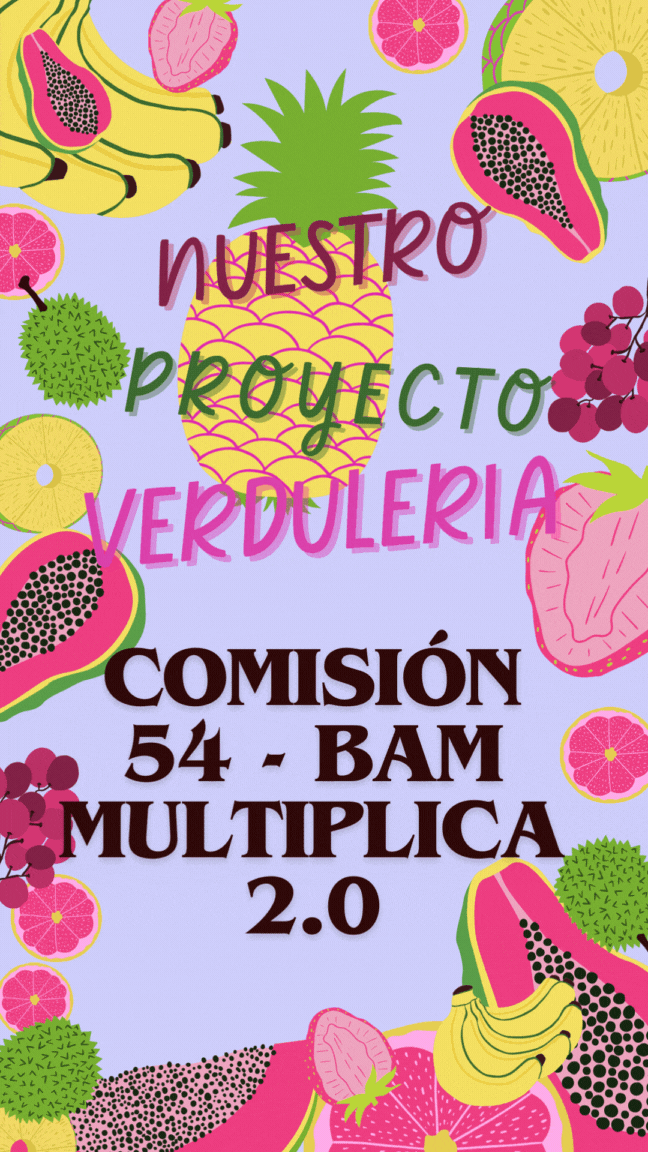 NUESTRO
PROYECTO
VERDULERIA
COMISIÓN
54 - BAM
MULTIPLICA
2.0